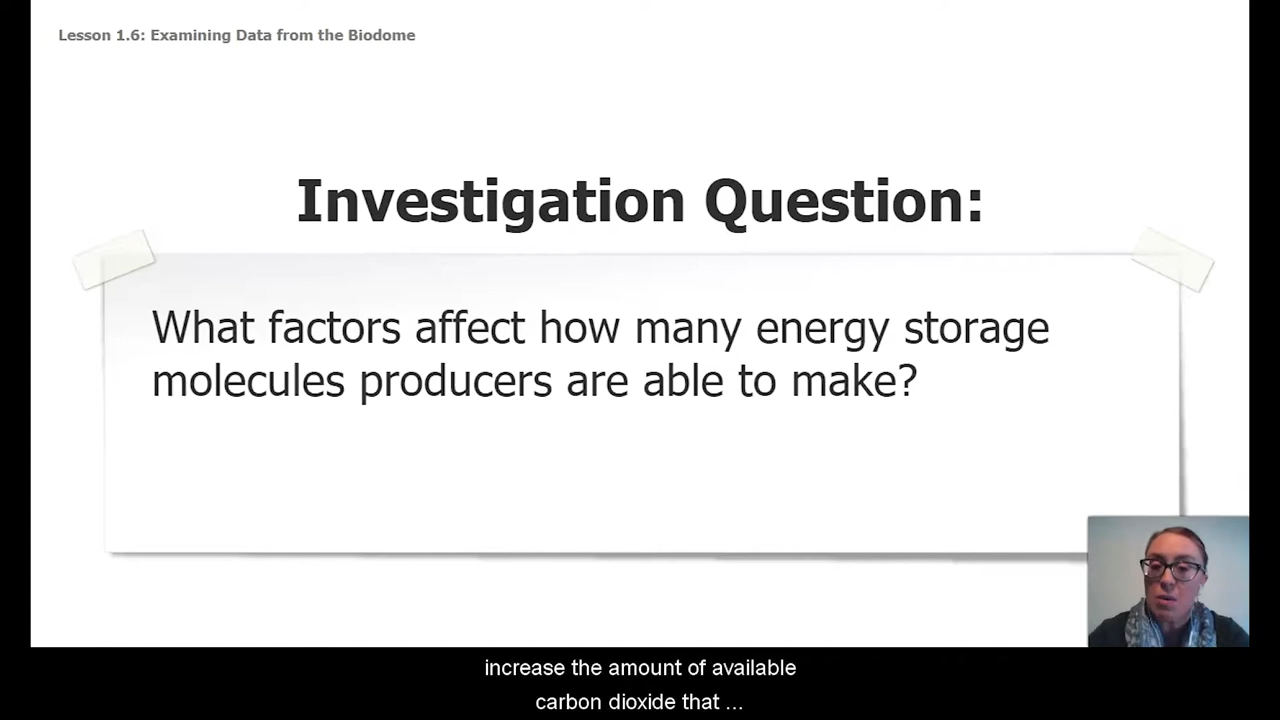 Lesson 1.6: Examining Data from the Biodome
Investigation Question:
What factors affect how many energy storage
molecules producers are able to make?
increase the amount of available
carbon dioxide that ...